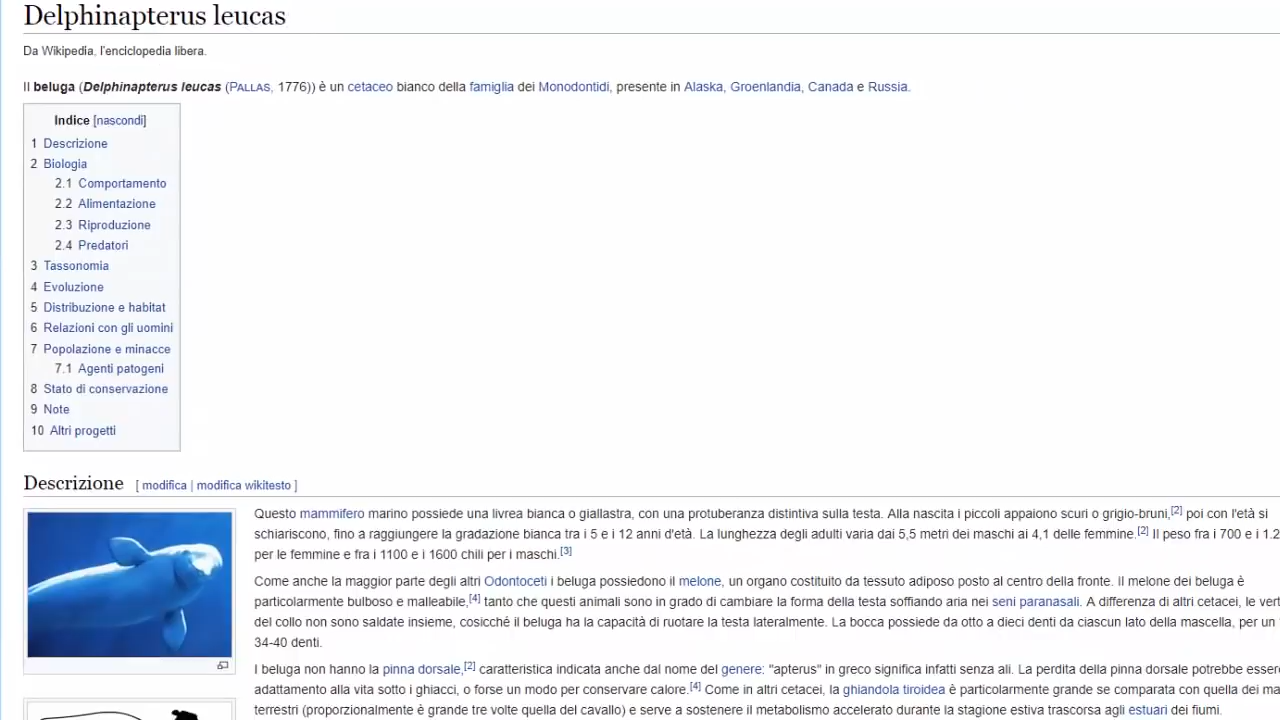 Delphinapterus leucas
Da Wikipedia, l'enciclopedia libera.
Il beluga (Delphinapterus leucas (PALLAS, 1776)) è un cetaceo bianco della famiglia dei Monodontidi, presente in Alaska, Groenlandia, Canada e Russia.
Indice [nascondi]
1 Descrizione
2 Biologia
2.1 Comportamento
2.2 Alimentazione
2.3 Riproduzione
2.4 Predatori
3 Tassonomia
4 Evoluzione
5 Distribuzione e habitat
6 Relazioni con gli uomini
7 Popolazione e minacce
7.1 Agenti patogeni
8 Stato di conservazione
9 Note
10 Altri progetti
Descrizione [ modifica | modifica wikitesto ]
Questo mammifero marino possiede una livrea bianca o giallastra, con una protuberanza distintiva sulla testa. Alla nascita i piccoli appaiono scuri o grigio-bruni,[2] poi con l'età si
schiariscono, fino a raggiungere la gradazione bianca tra i 5 e i 12 anni d'età. La lunghezza degli adulti varia dai 5,5 metri dei maschi ai 4,1 delle femmine.[2] Il peso fra i 700 e i 1.2
per le femmine e fra i 1100 e i 1600 chili per i maschi.[3]
Come anche la maggior parte degli altri Odontoceti i beluga possiedono il melone, un organo costituito da tessuto adiposo posto al centro della fronte. Il melone dei beluga è
particolarmente bulboso e malleabile,[4] tanto che questi animali sono in grado di cambiare la forma della testa soffiando aria nei seni paranasali. A differenza di altri cetacei, le vert
del collo non sono saldate insieme, cosicché il beluga ha la capacità di ruotare la testa lateralmente. La bocca possiede da otto a dieci denti da ciascun lato della mascella, per un
34-40 denti.
I beluga non hanno la pinna dorsale,[2] caratteristica indicata anche dal nome del genere: "apterus" in greco significa infatti senza ali. La perdita della pinna dorsale potrebbe esser
adattamento alla vita sotto i ghiacci, o forse un modo per conservare calore.[4] Come in altri cetacei, la ghiandola tiroidea è particolarmente grande se comparata con quella dei ma
terrestri (proporzionalmente è grande tre volte quella del cavallo) e serve a sostenere il metabolismo accelerato durante la stagione estiva trascorsa agli estuari dei fiumi.